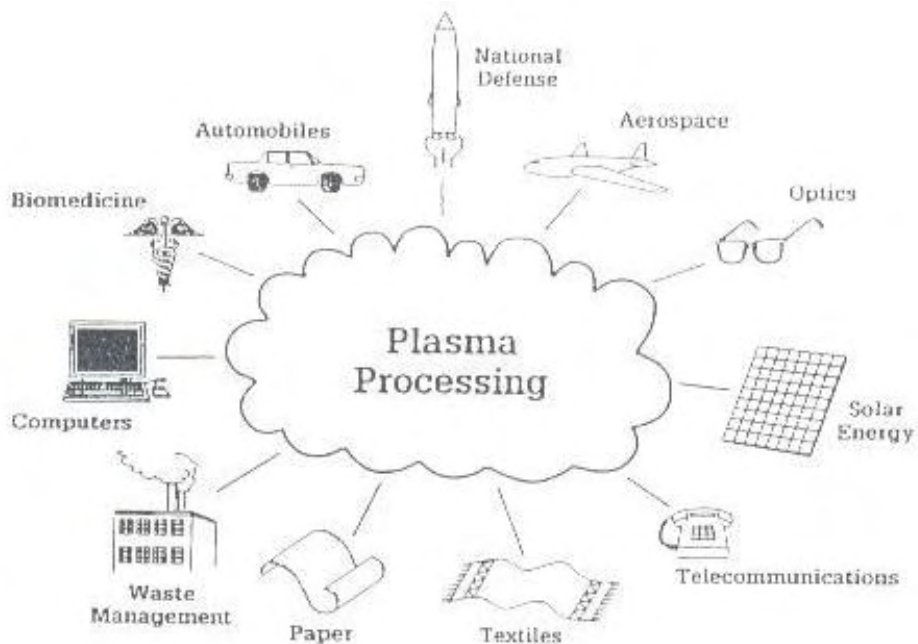 National
Defense
Automobiles
Aerospace
Biomedicine
Optics
Plasma
Processing
Computers
Solar
Energy
Waste
Management
Telecommunications
Paper
Textiles